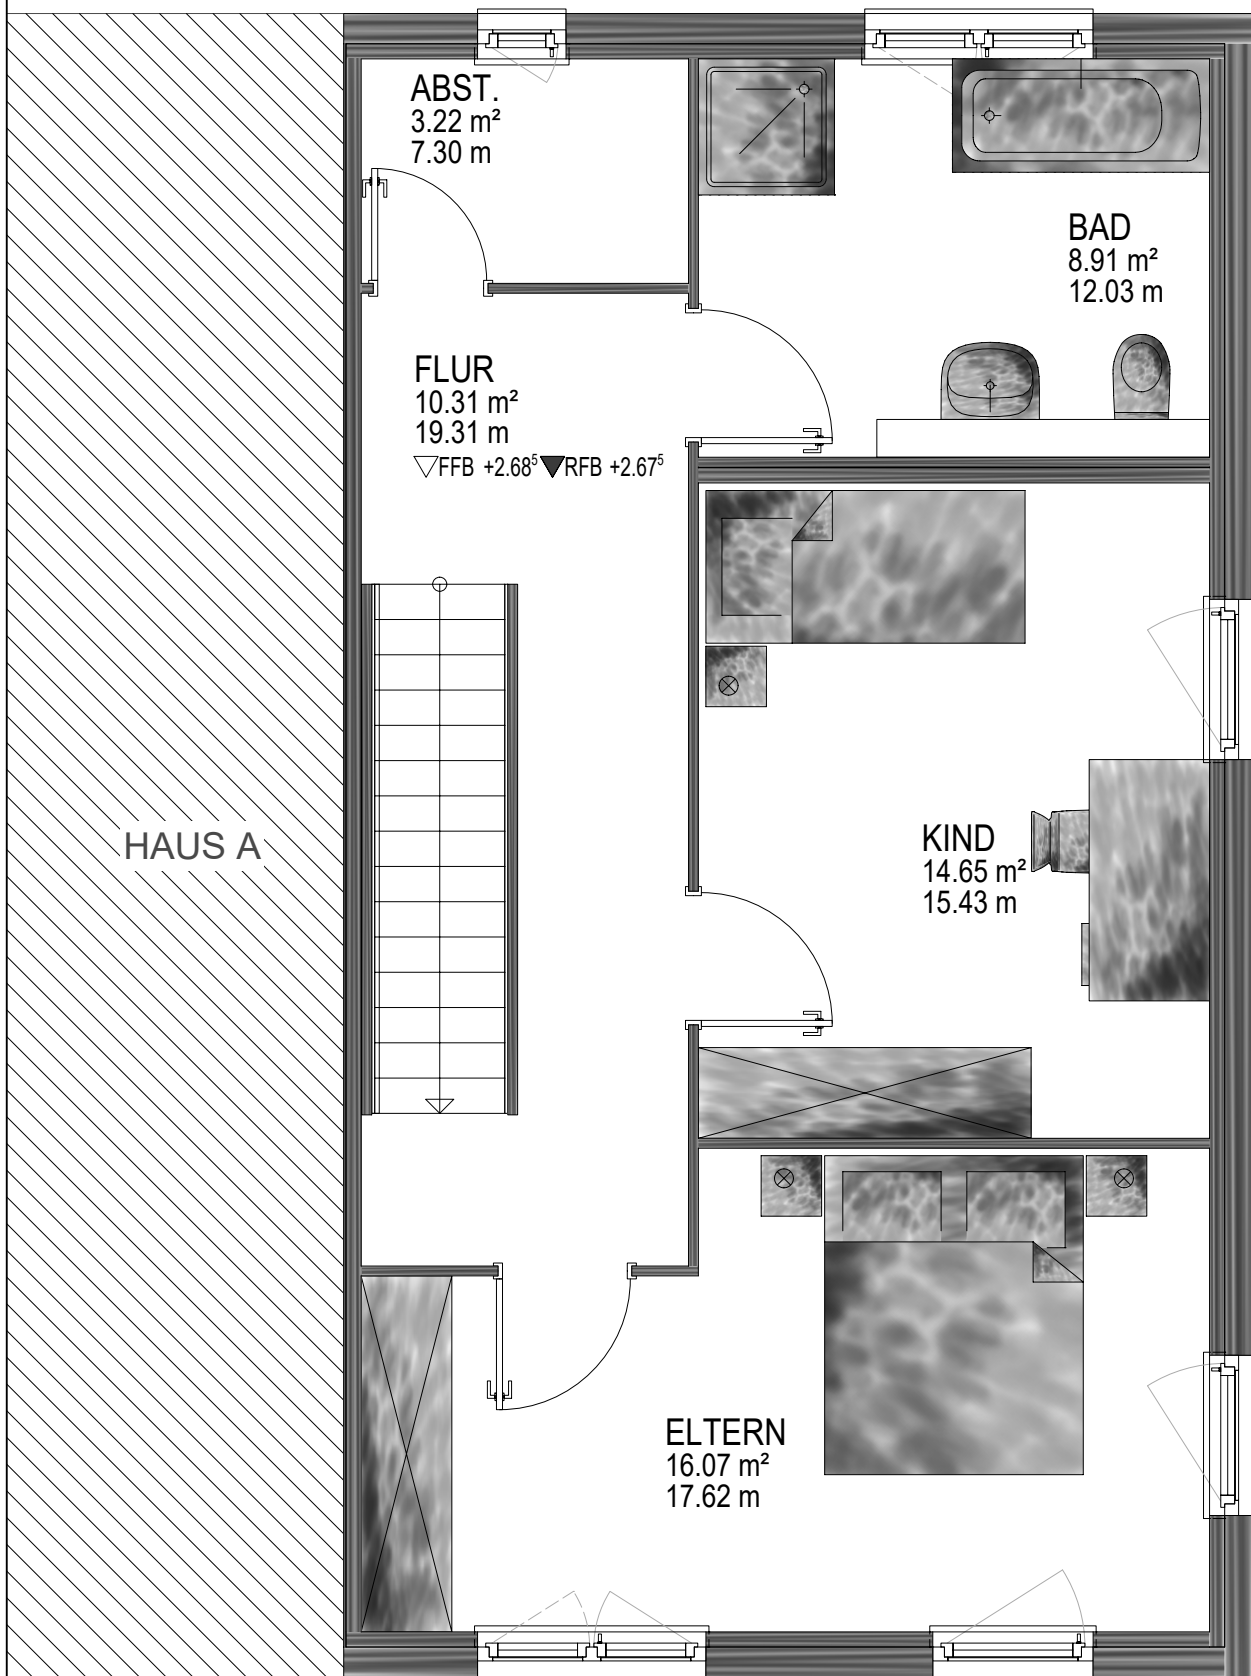 ABST.
3.22 m²
7.30 m
BAD
8.91 m²
12.03 m
FLUR
10.31 m²
19.31 m
FFB +2.68⁵ RFB +2.67⁵
HAUS A
KIND
14.65 m²
15.43 m
ELTERN
16.07 m²
17.62 m